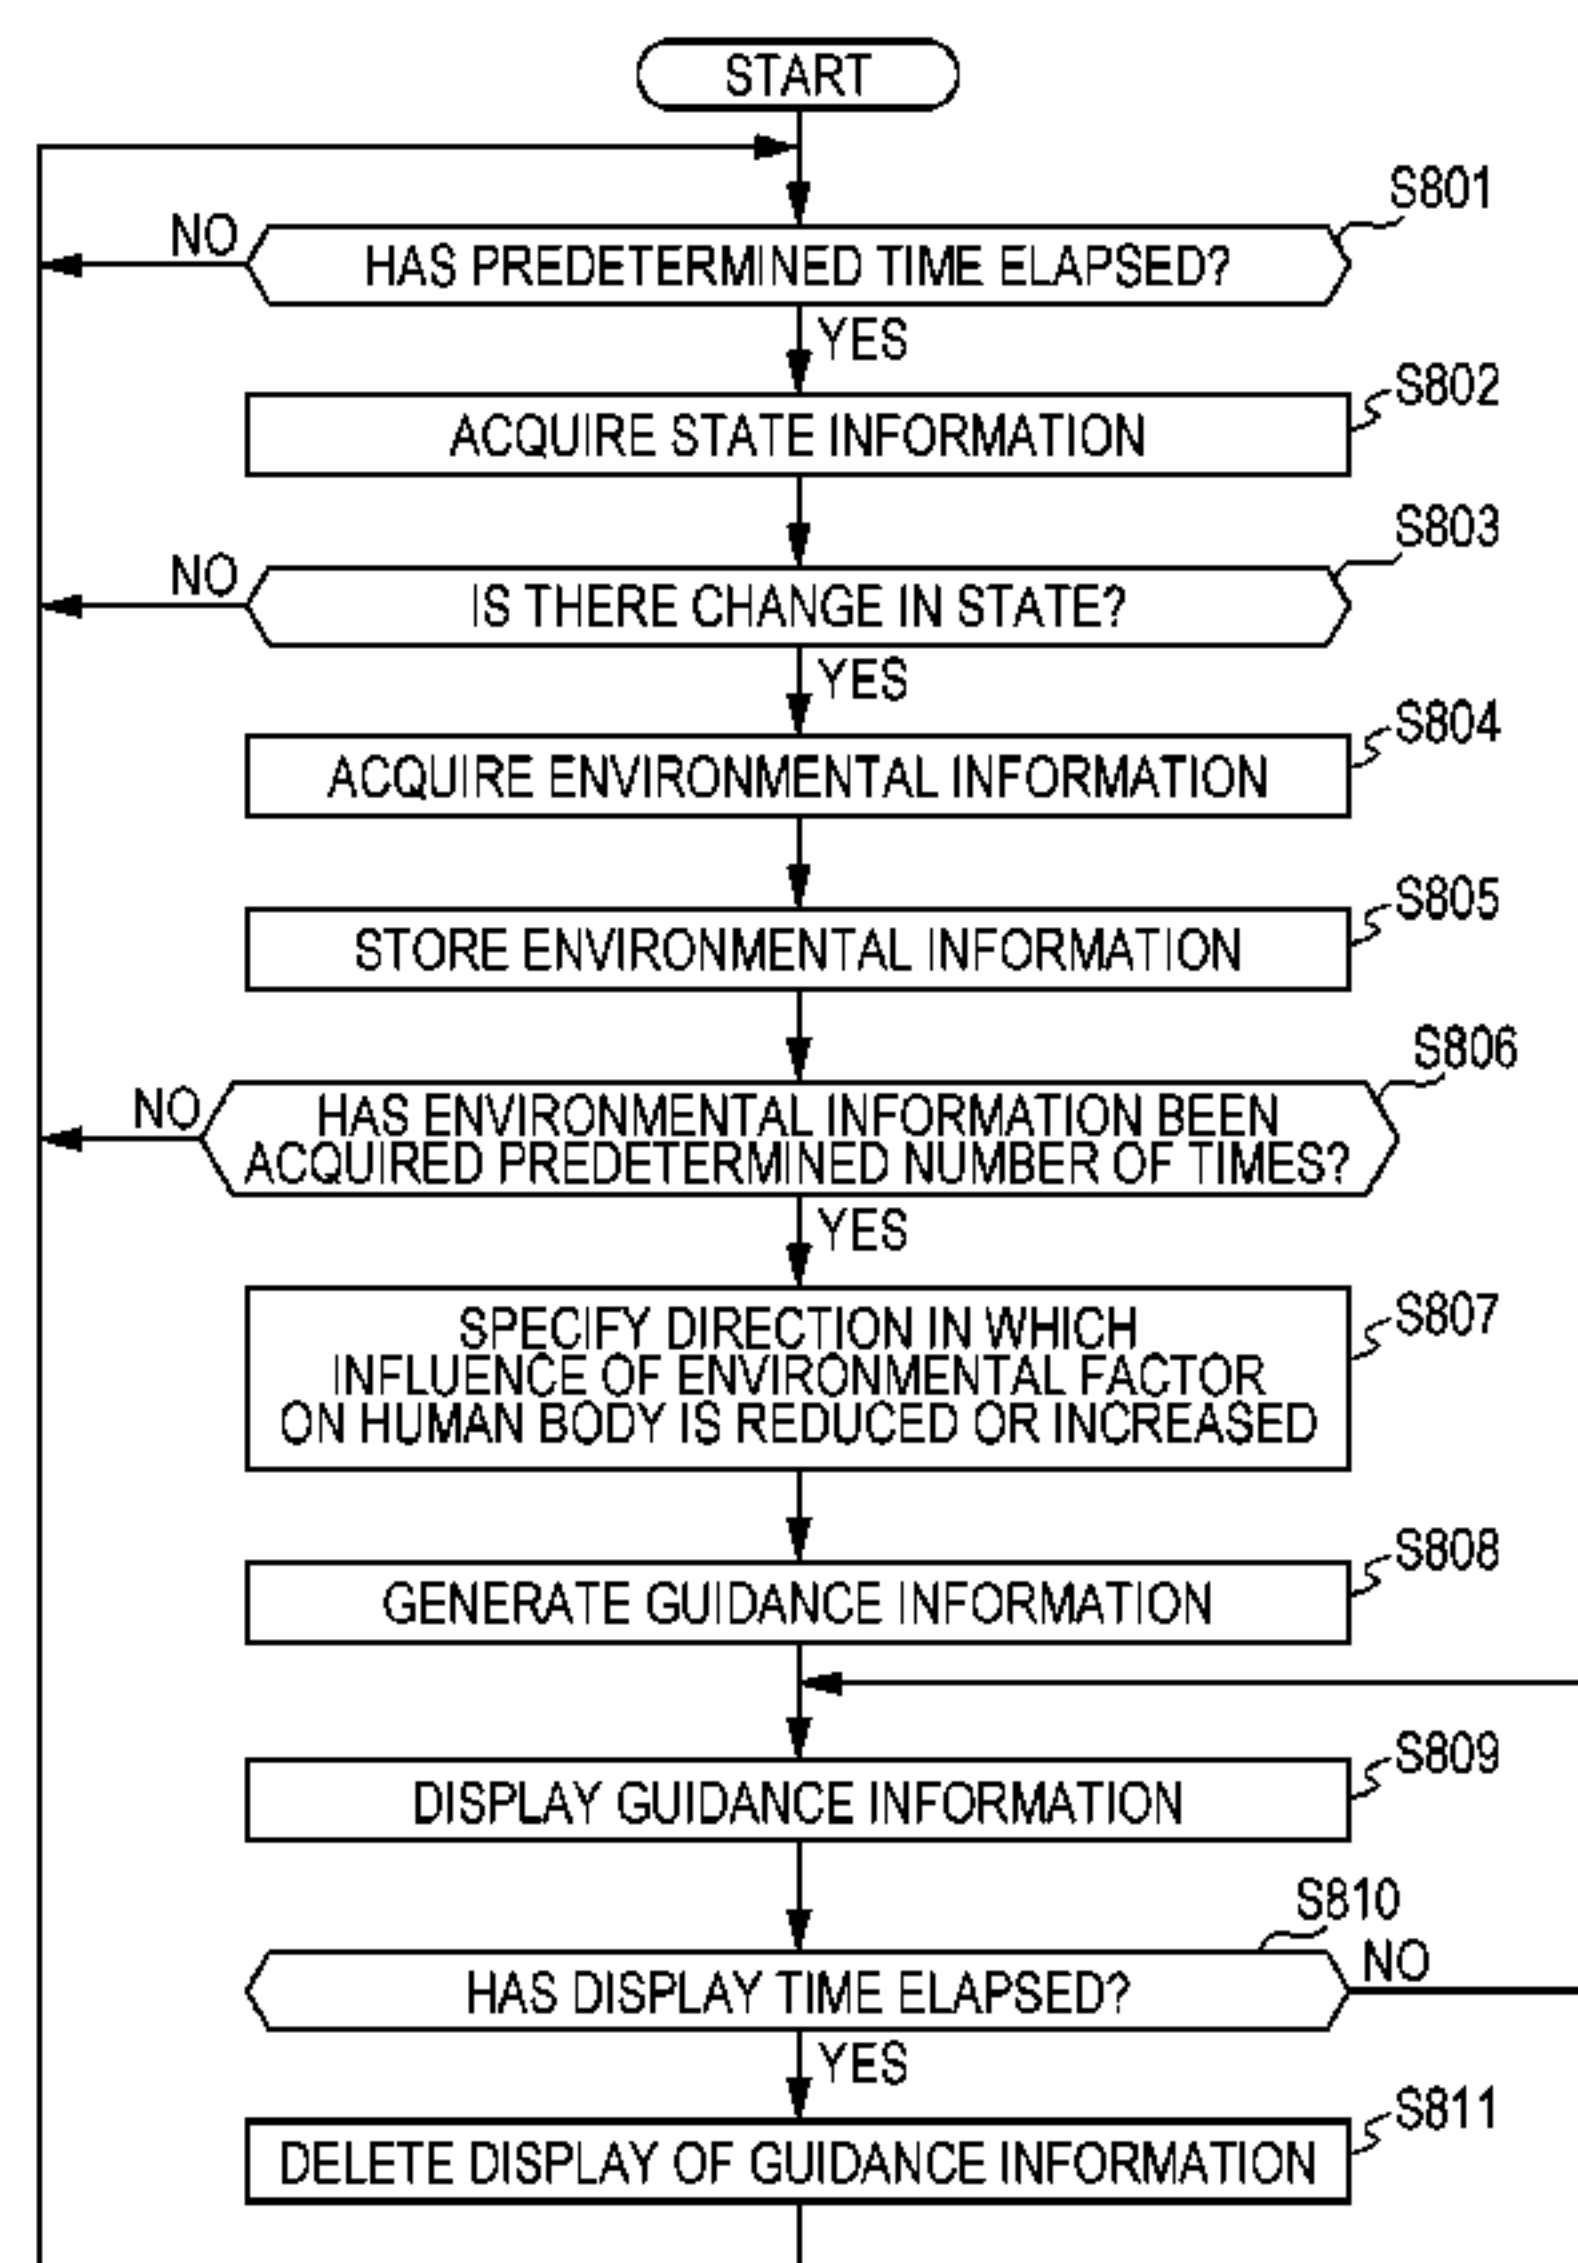 START
S801
NO
HAS PREDETERMINED TIME ELAPSED?
YES
S802
ACQUIRE STATE INFORMATION
S803
NO
IS THERE CHANGE IN STATE?
YES
S804
ACQUIRE ENVIRONMENTAL INFORMATION
S805
STORE ENVIRONMENTAL INFORMATION
S806
NO
HAS ENVIRONMENTAL INFORMATION BEEN
ACQUIRED PREDETERMINED NUMBER OF TIMES?
YES
S807
SPECIFY DIRECTION IN WHICH
INFLUENCE OF ENVIRONMENTAL FACTOR
ON HUMAN BODY IS REDUCED OR INCREASED
S808
GENERATE GUIDANCE INFORMATION
S809
DISPLAY GUIDANCE INFORMATION
S810
NO
HAS DISPLAY TIME ELAPSED?
YES
S811
DELETE DISPLAY OF GUIDANCE INFORMATION